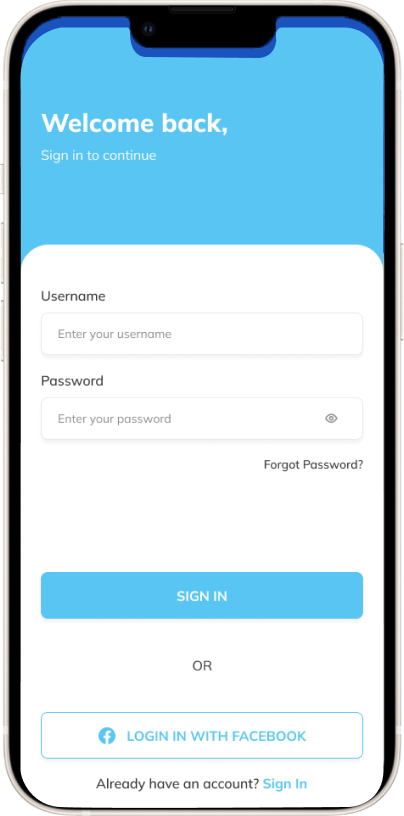 Welcome back,
Sign in to continue
Username
Enter your username
Password
Enter your password
Forgot Password?
SIGN IN
OR
LOGIN IN WITH FACEBOOK
Already have an account? Sign In